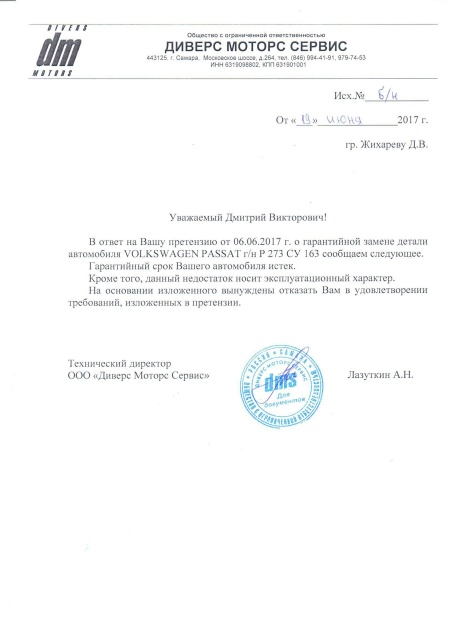 DIVERS
dm
MOTORS
Общество с ограниченной ответственностью
ДИВЕРС МОТОРС СЕРВИС
443125, г. Самара, Московское шоссе, д.264, тел. (846) 994-41-91, 979-74-53
ИНН 6319098802, КПП 631901001
Исх.№ б/н
От « 19 » июня 2017 г.
гр. Жихареву Д.В.
Уважаемый Дмитрий Викторович!
В ответ на Вашу претензию от 06.06.2017 г. о гарантийной замене детали
автомобиля VOLKSWAGEN PASSAT г/н Р 273 СУ 163 сообщаем следующее.
Гарантийный срок Вашего автомобиля истек.
Кроме того, данный недостаток носит эксплуатационный характер.
На основании изложенного вынуждены отказать Вам в удовлетворении
требований, изложенных в претензии.
Технический директор
ООО «Диверс Моторс Сервис»
Лазуткин А.Н.
РОССИЯ * САМАРА
ДИВЕРС МОТОРС СЕРВИС
dms
Для
документов